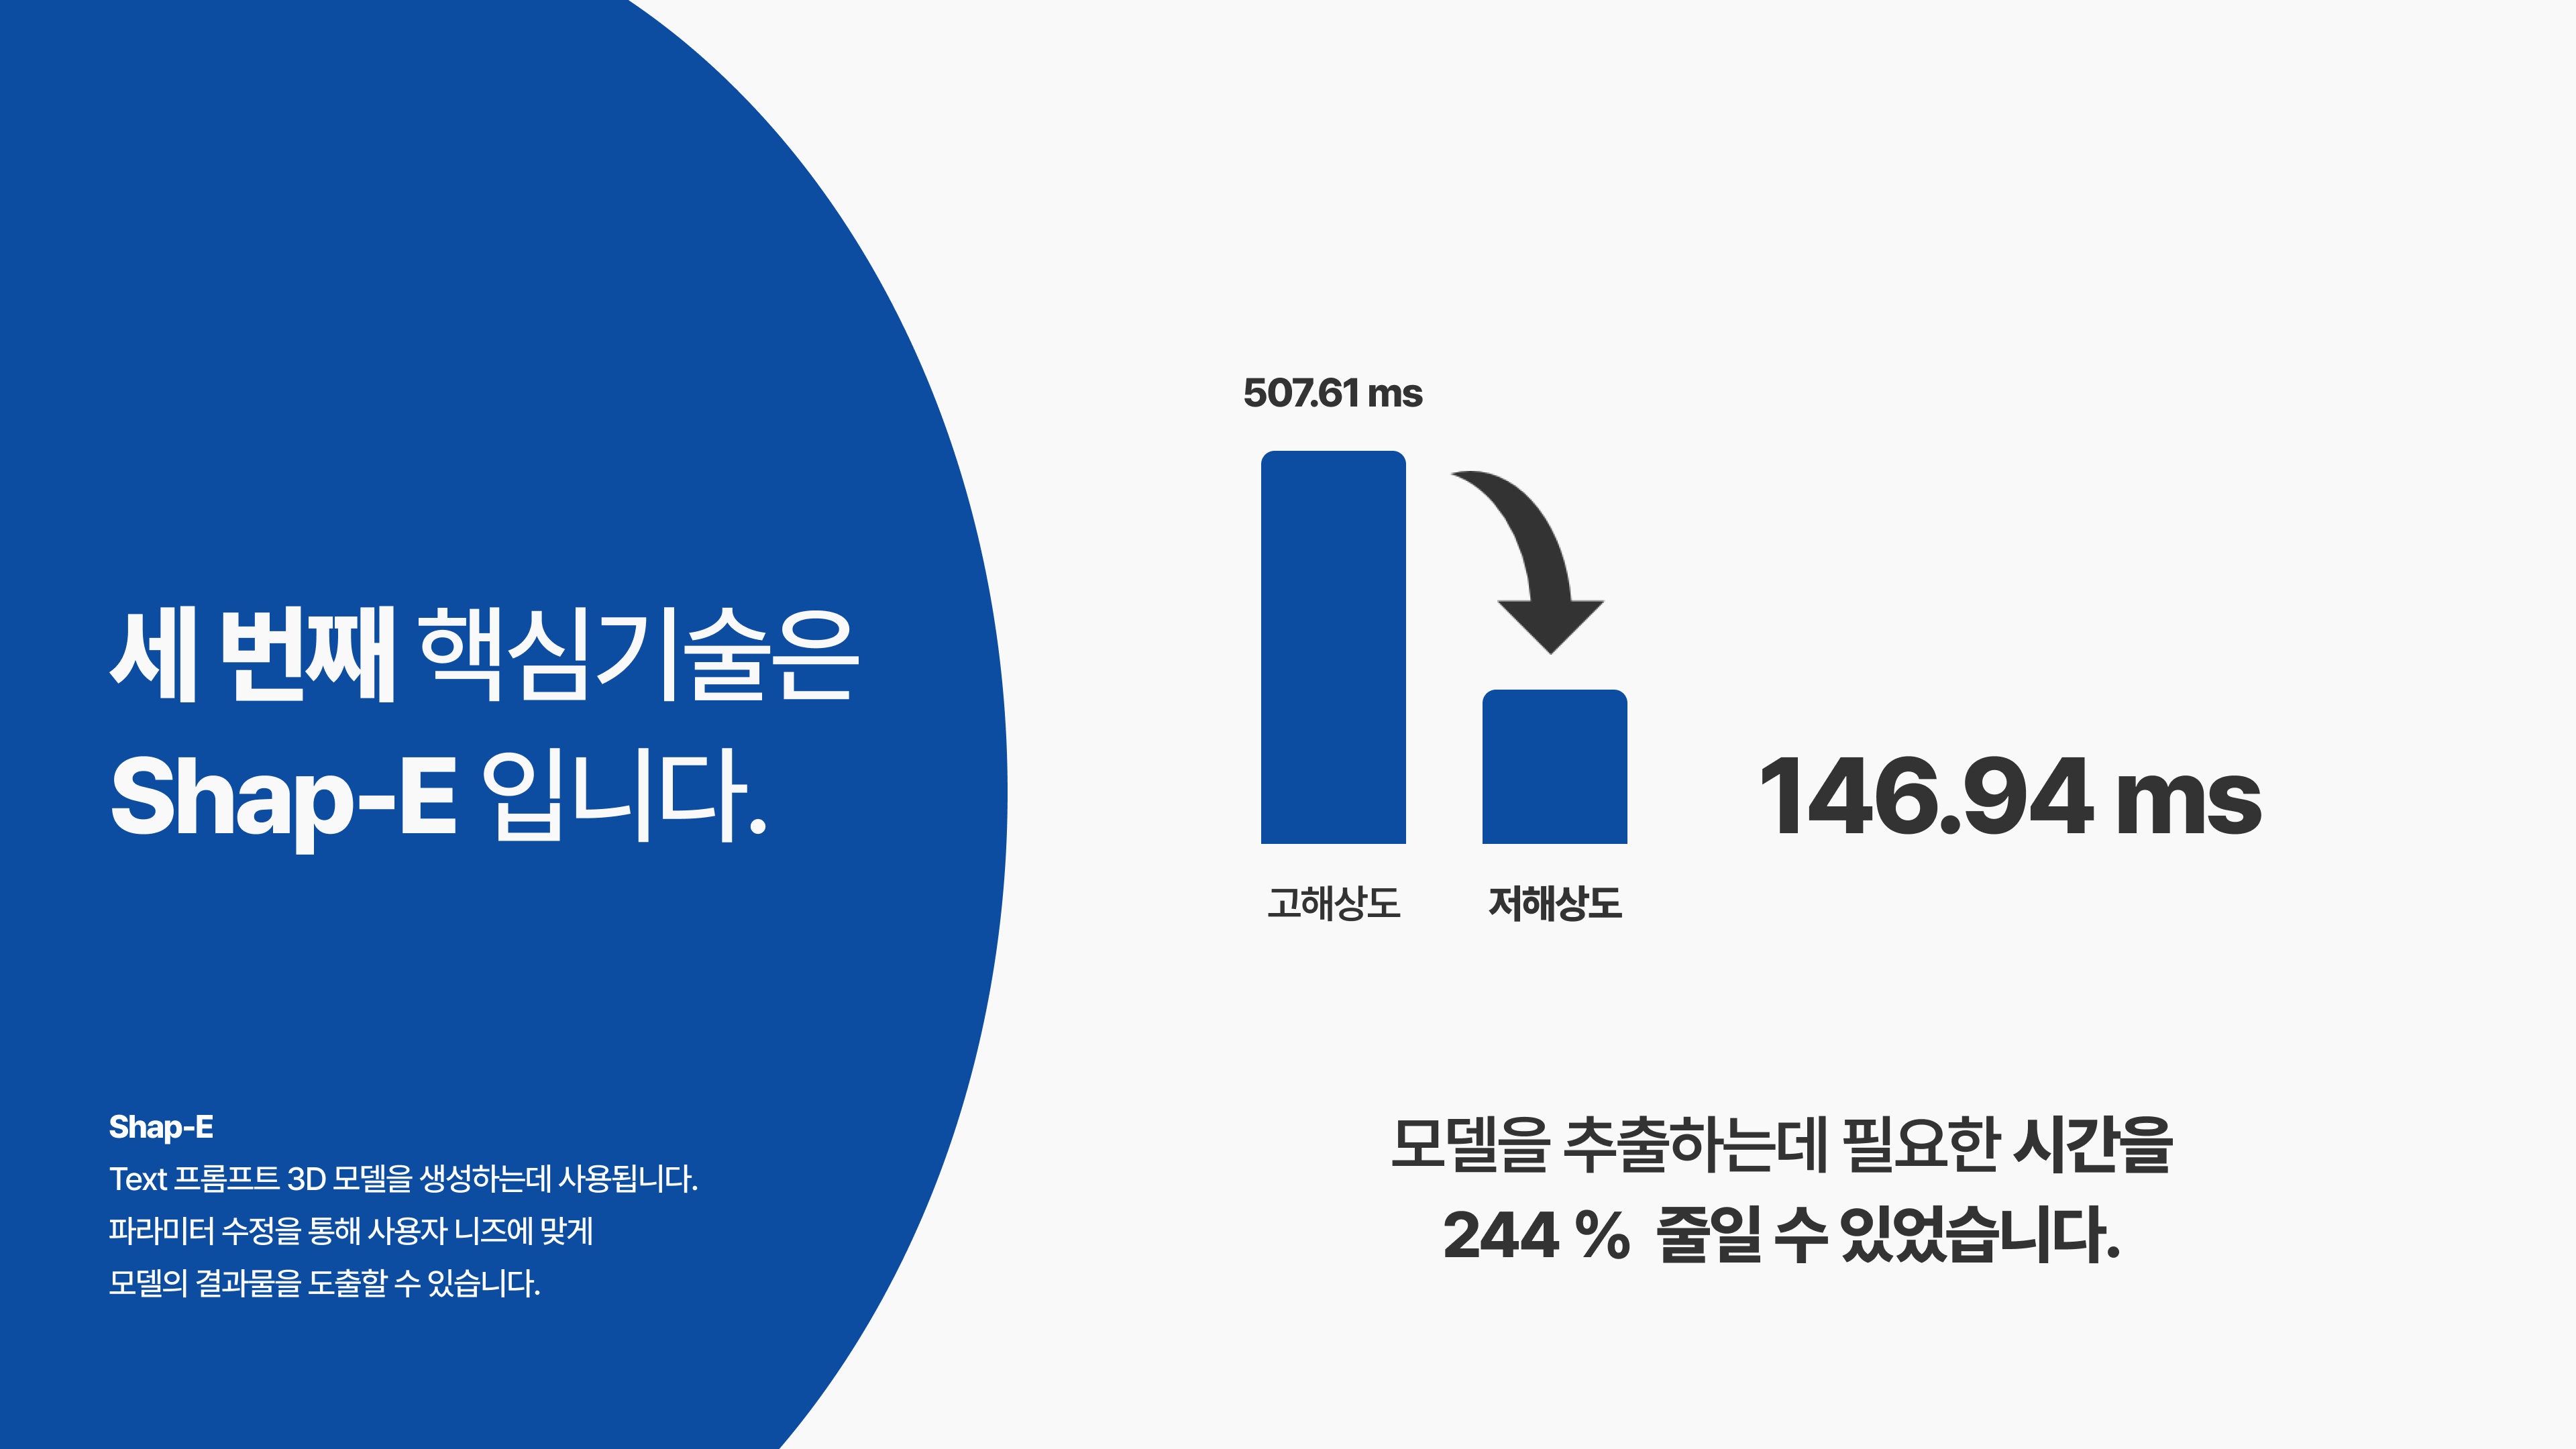 세 번째 핵심기술은
Shap-E 입니다.
Shap-E
Text 프롬프트 3D 모델을 생성하는데 사용됩니다.
파라미터 수정을 통해 사용자 니즈에 맞게
모델의 결과물을 도출할 수 있습니다.
507.61 ms
146.94 ms
고해상도
저해상도
모델을 추출하는데 필요한 시간을
244 % 줄일 수 있었습니다.